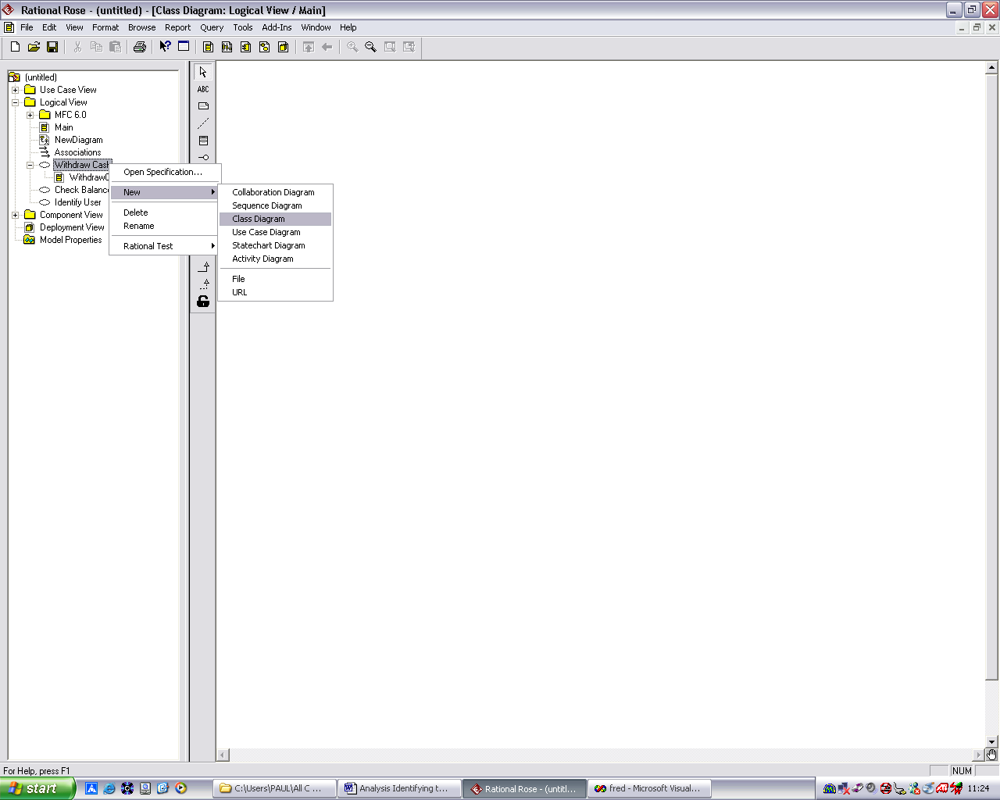 Rational Rose - (untitled) - [Class Diagram: Logical View / Main]
File Edit View Format Browse Report Query Tools Add-Ins Window Help
(untitled)
Use Case View
Logical View
MFC 6.0
Main
NewDiagram
Associations
Withdraw Cash
Withdraw
Check Balance
Identify User
Component View
Deployment View
Model Properties
ABC
Open Specification...
New
Delete
Rename
Rational Test
Collaboration Diagram
Sequence Diagram
Class Diagram
Use Case Diagram
Statechart Diagram
Activity Diagram
File
URL
For Help, press F1
NUM
start
C:\Users\PAUL\All C ...
Analysis Identifying t...
Rational Rose - (untitl...
fred - Microsoft Visual...
11:24